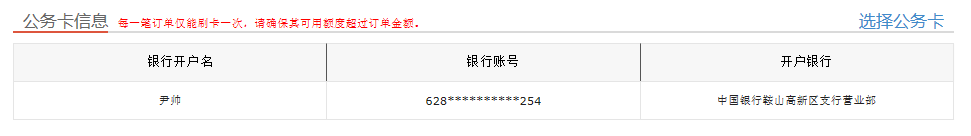 公务卡信息 每一笔订单仅能刷卡一次，请确保其可用额度超过订单金额。 选择公务卡
银行开户名 银行账号 开户银行
尹帅 628**********254 中国银行鞍山高新区支行营业部